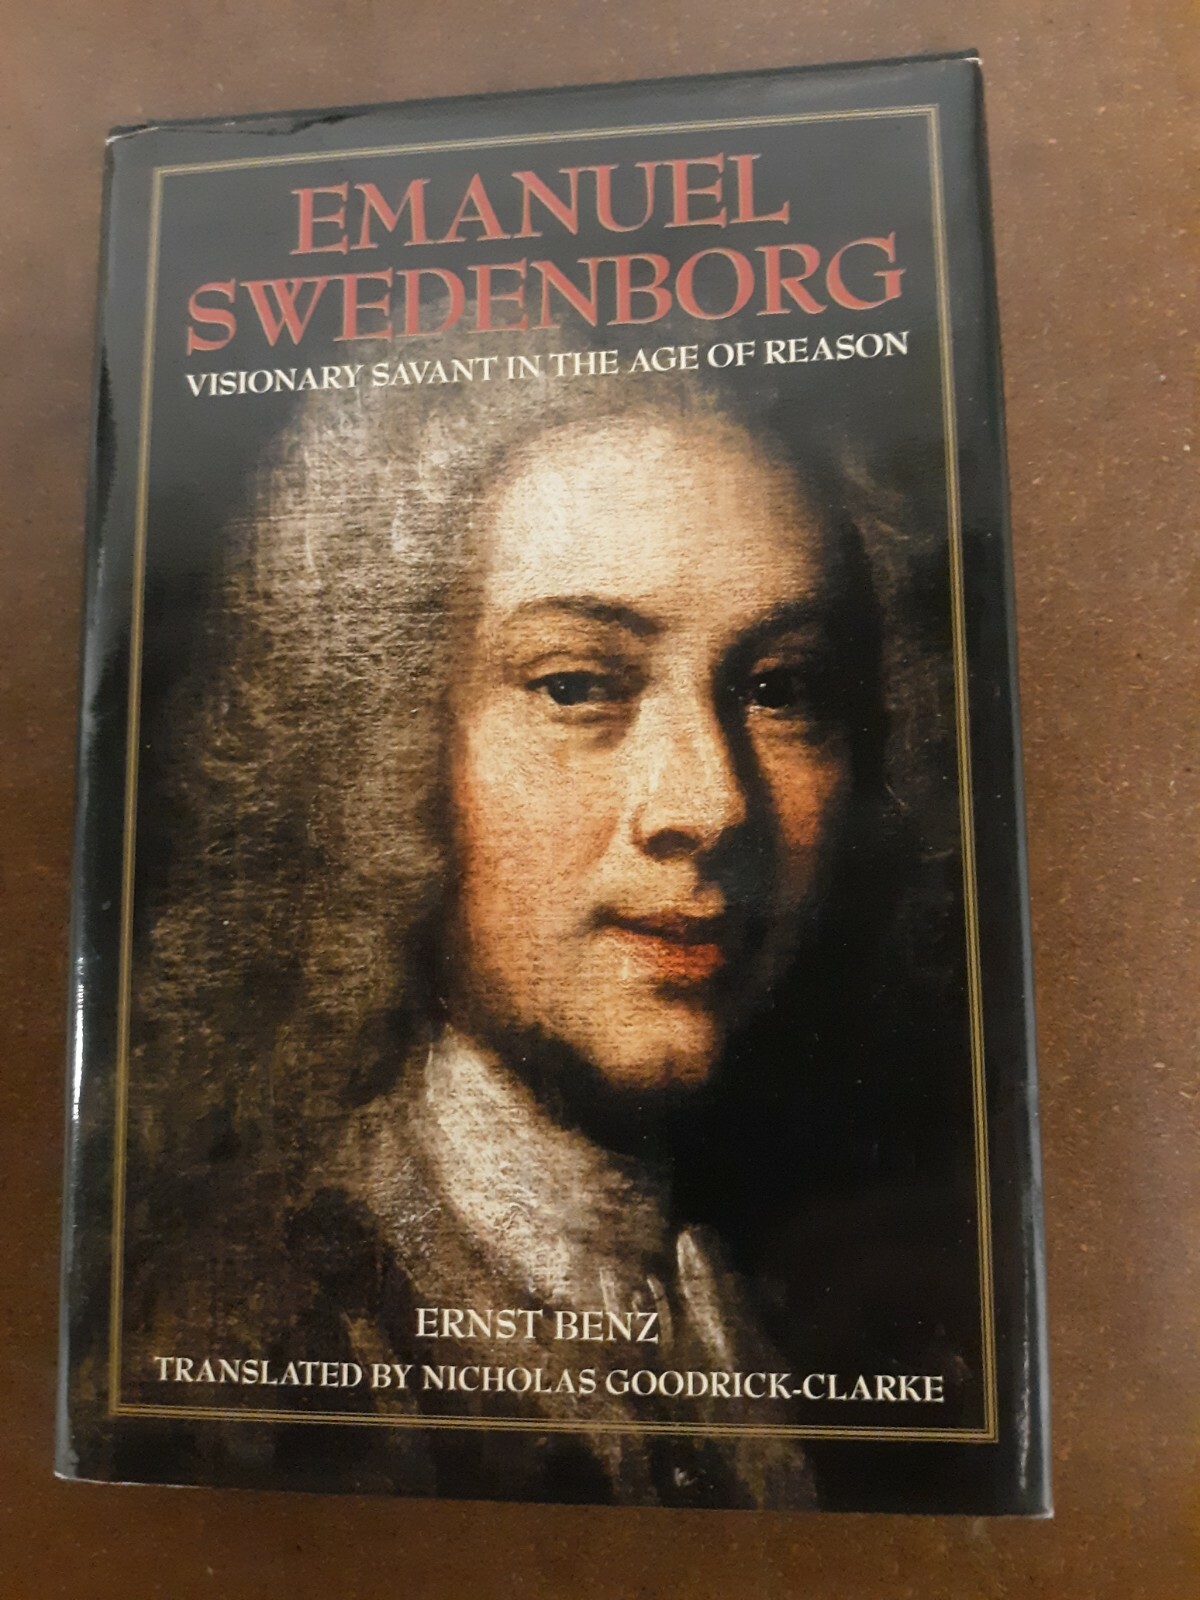 EMANUEL
SWEDENBORG
VISIONARY SAVANT IN THE AGE OF REASON
ERNST BENZ
TRANSLATED BY NICHOLAS GOODRICK-CLARKE